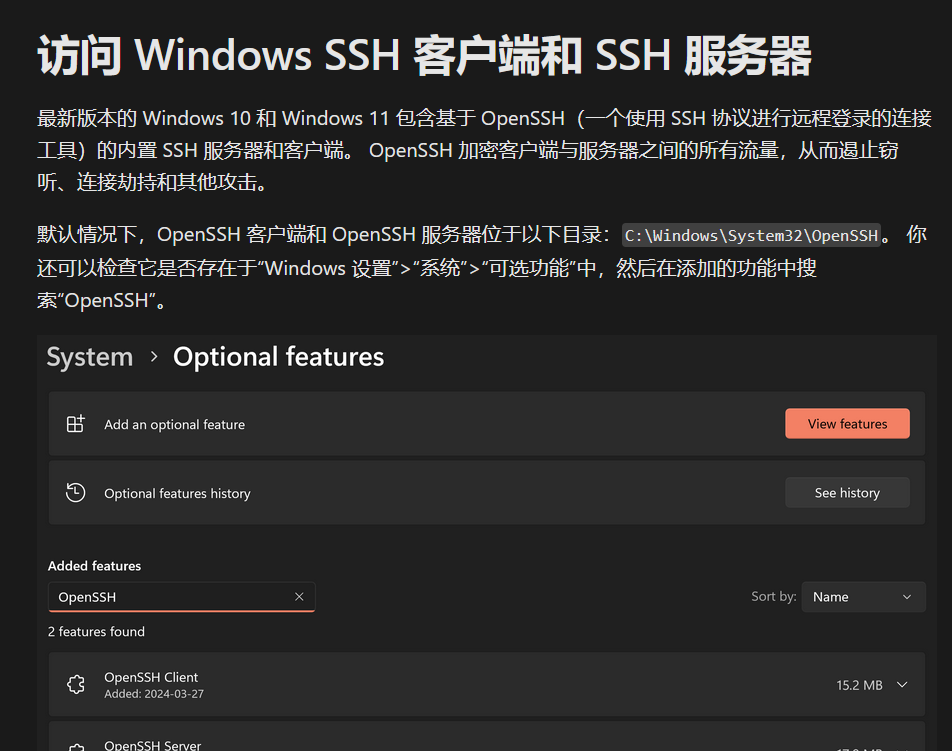 访问 Windows SSH 客户端和 SSH 服务器
最新版本的 Windows 10 和 Windows 11 包含基于 OpenSSH（一个使用 SSH 协议进行远程登录的连接
工具）的内置 SSH 服务器和客户端。 OpenSSH 加密客户端与服务器之间的所有流量，从而遏止窃
听、连接劫持和其他攻击。
默认情况下，OpenSSH 客户端和 OpenSSH 服务器位于以下目录：C:\Windows\System32\OpenSSH。 你
还可以检查它是否存在于“Windows 设置”>“系统”>“可选功能”中，然后在添加的功能中搜
索“OpenSSH”。
System > Optional features
Add an optional feature
View features
Optional features history
See history
Added features
OpenSSH
Sort by: Name
2 features found
OpenSSH Client
Added: 2024-03-27
15.2 MB
OpenSSH Server